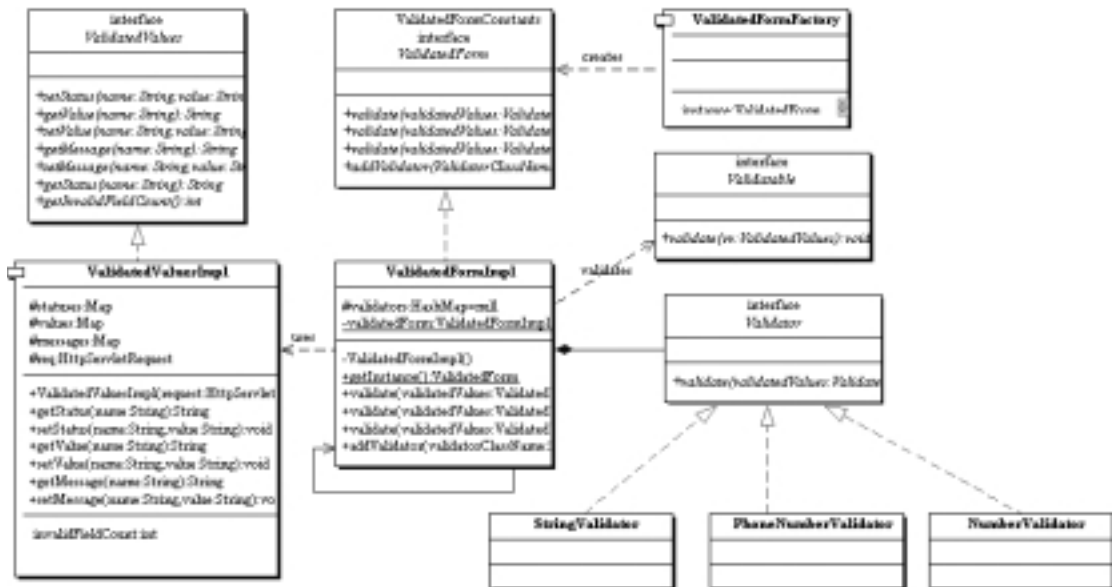 interface
ValidatedValues
+setStatus(name: String, value: Strin
+getValue(name: String): String
+setValue(name: String, value: String
+getMessage(name: String): String
+setMessage(name: String, value: St
+getStatus(name: String): String
+getInvalidFieldCount(): int
ValidatedFormConstants
interface
ValidatedForm
+validate(validatedValues: Validate
+validate(validatedValues: Validate
+validate(validatedValues: Validate
+addValidator(ValidatorClassNam
creates
ValidatedFormFactory
instance:ValidatedForm
interface
Validatable
+validate(vv: ValidatedValues): void
validates
ValidatedValuesImpl
#statuses:Map
#values:Map
#messages:Map
#req:HttpServletRequest
+ValidatedValuesImpl(request:HttpServlet
+getStatus(name:String):String
+setStatus(name:String,value:String):void
+getValue(name:String):String
+setValue(name:String,value:String):void
+getMessage(name:String):String
+setMessage(name:String,value:String):vo
invalidFieldCount:int
uses
ValidatedFormImpl
#validators:HashMap=null
-validatedForm:ValidatedFormImpl
-ValidatedFormImpl()
+getInstance():ValidatedForm
+validate(validatedValues:Validated
+validate(validatedValues:Validated
+validate(validatedValues:Validated
+addValidator(validatorClassName:
interface
Validator
+validate(validatedValues: Validate
StringValidator
PhoneNumberValidator
NumberValidator